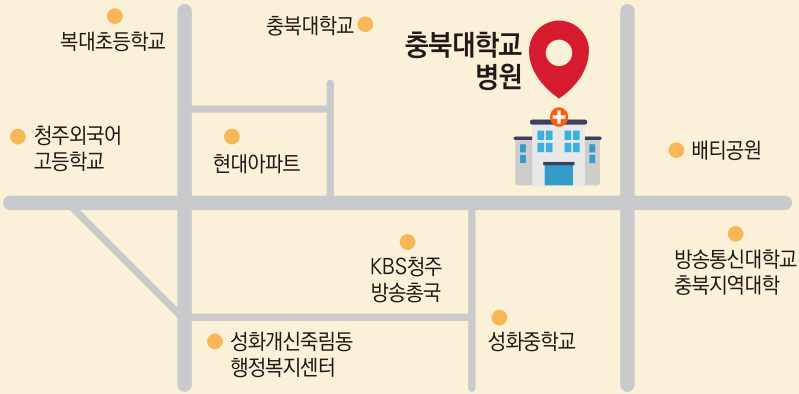 복대초등학교
충북대학교
충북대학교
병원
청주외국어
고등학교
현대아파트
배티공원
KBS청주
방송총국
방송통신대학교
충북지역대학
성화개신죽림동
행정복지센터
성화중학교